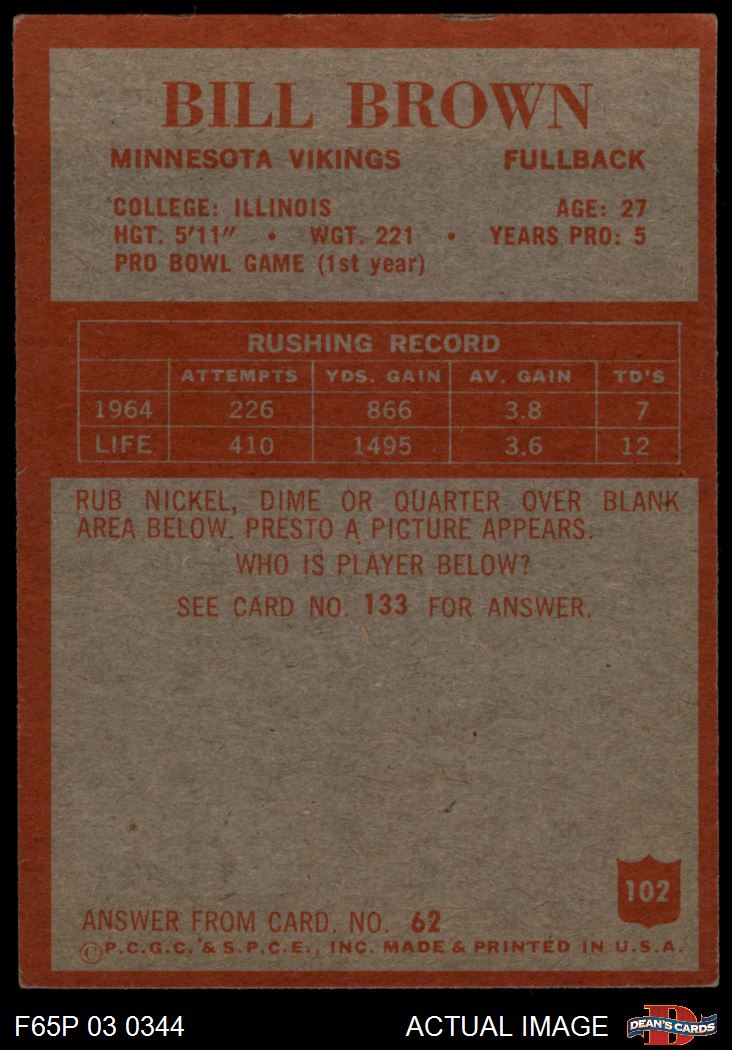 BILL BROWN
MINNESOTA VIKINGS FULLBACK
COLLEGE: ILLINOIS AGE: 27
HGT. 5'11" • WGT. 221 • YEARS PRO: 5
PRO BOWL GAME (1st year)
RUSHING RECORD
ATTEMPTS YDS. GAIN AV. GAIN TD'S
1964 226 866 3.8 7
LIFE 410 1495 3.6 12
RUB NICKEL, DIME OR QUARTER OVER BLANK
AREA BELOW. PRESTO A PICTURE APPEARS.
WHO IS PLAYER BELOW?
SEE CARD NO. 133 FOR ANSWER.
102
ANSWER FROM CARD. NO. 62
©P.C.G.C. & S.P.C.E., INC. MADE & PRINTED IN U.S.A.
F65P 03 0344 ACTUAL IMAGE
D
DEAN'S CARDS